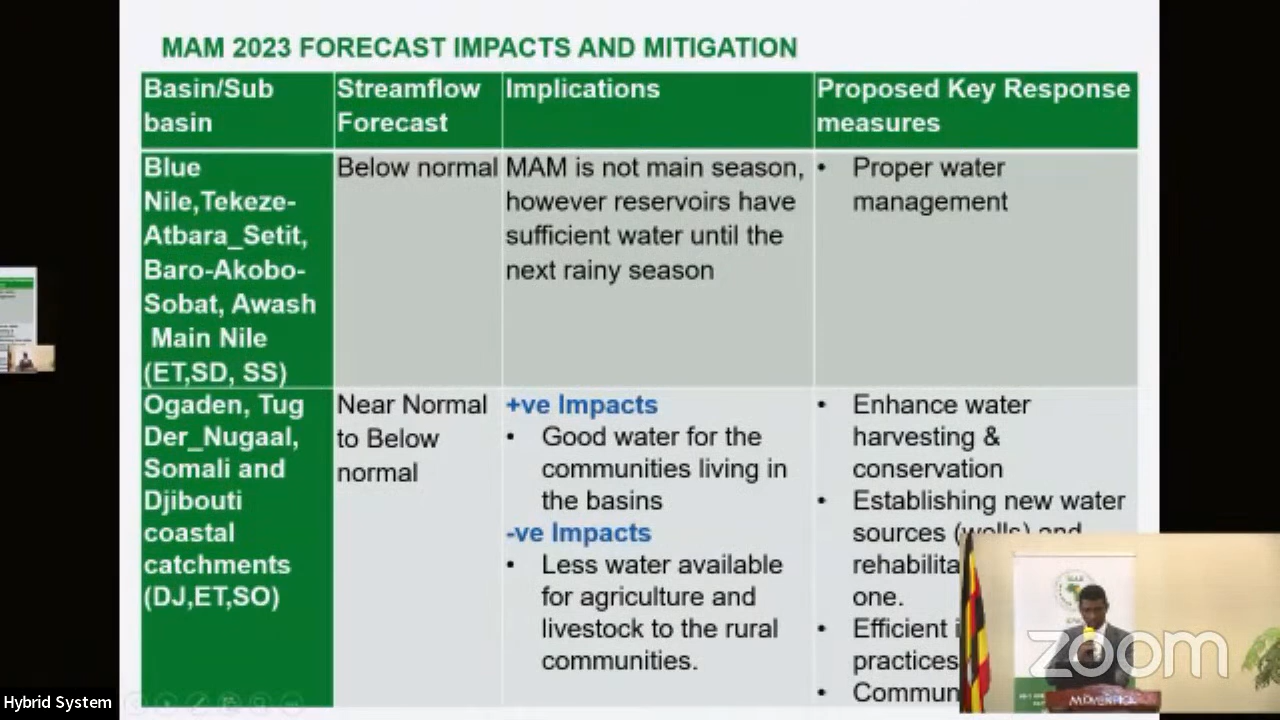 MAM 2023 FORECAST IMPACTS AND MITIGATION
Basin/Sub
basin
Streamflow
Forecast
Implications
Proposed Key Response
measures
Blue
Nile,Tekeze-
Atbara_Setit,
Baro-Akobo-
Sobat, Awash
Main Nile
(ET,SD, SS)
Below normal
MAM is not main season,
however reservoirs have
sufficient water until the
next rainy season
• Proper water
management
Ogaden, Tug
Der_Nugaal,
Somali and
Djibouti
coastal
catchments
(DJ,ET,SO)
Near Normal
to Below
normal
+ve Impacts
• Good water for the
communities living in
the basins
-ve Impacts
• Less water available
for agriculture and
livestock to the rural
communities.
• Enhance water
harvesting &
conservation
• Establishing new water
sources (wells) and
rehabilita
one.
• Efficient
practices
• Commun
zoom
MÖVENPICK
Hybrid System